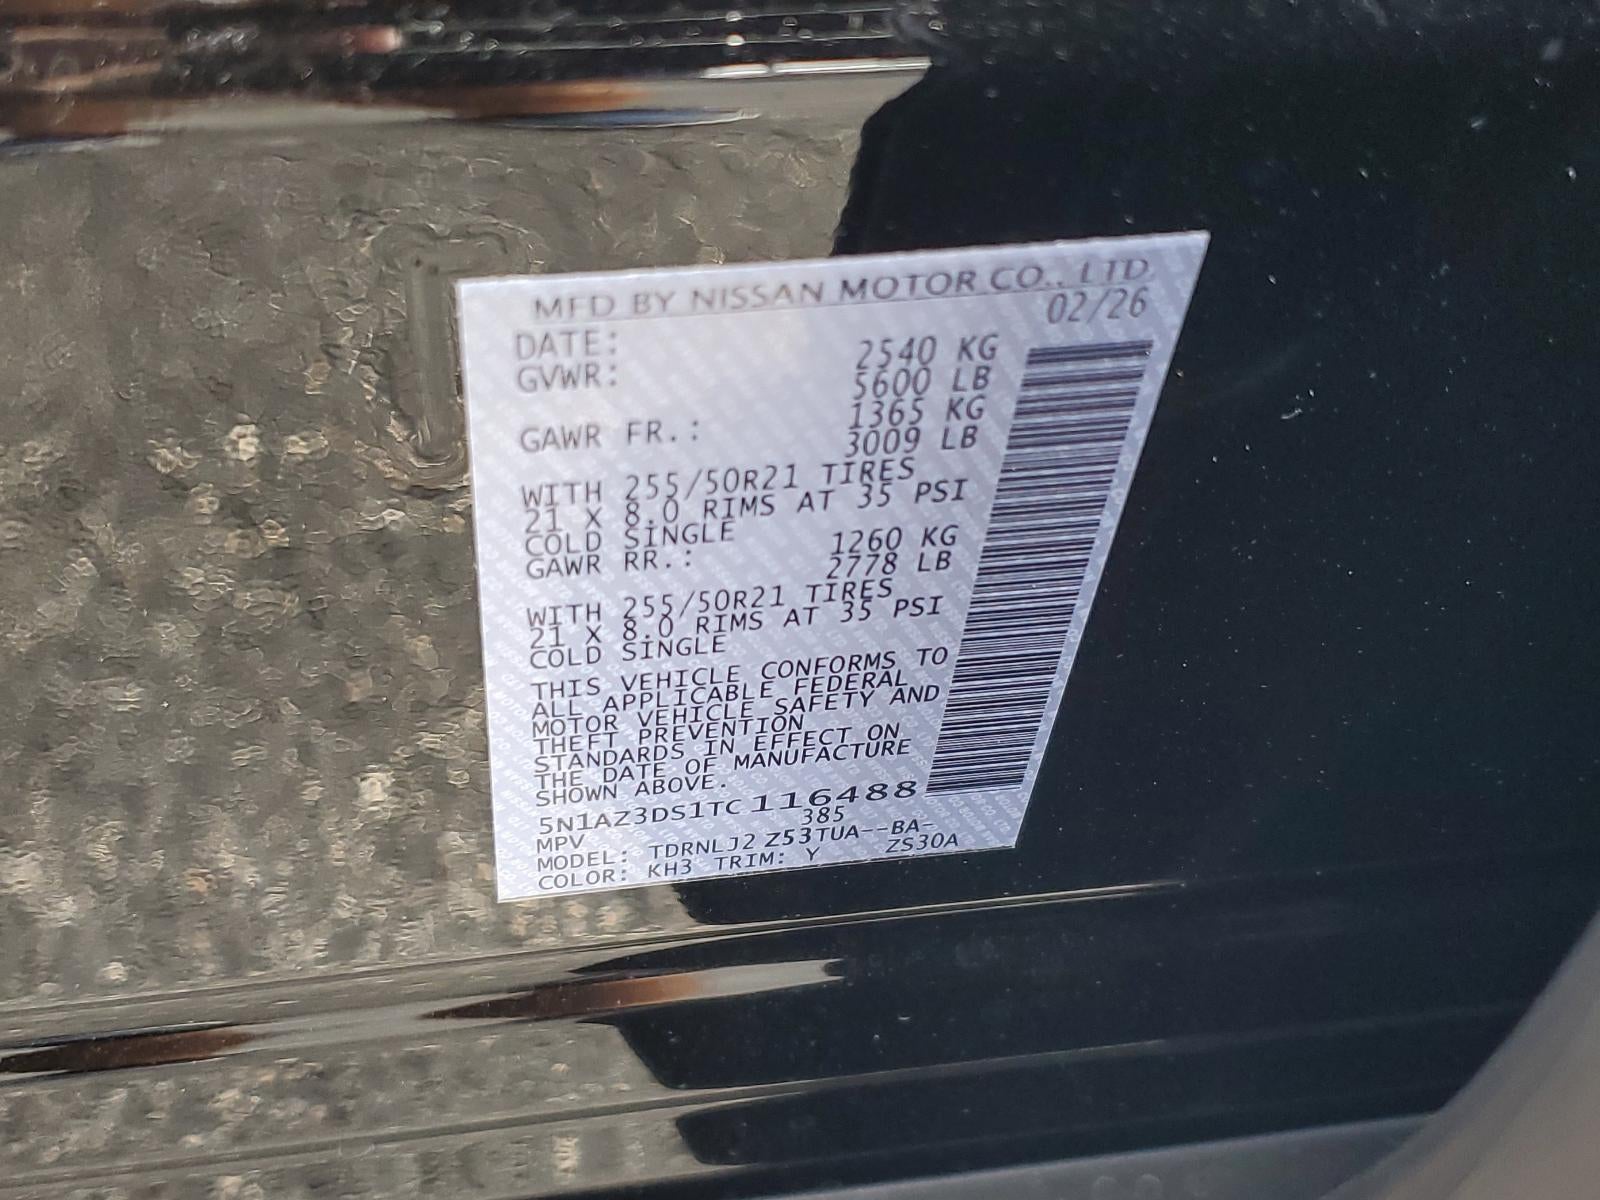 MFD BY NISSAN MOTOR CO., LTD.
DATE: 02/26
GVWR: 2540 KG
5600 LB
GAWR FR.: 1365 KG
3009 LB
WITH 255/50R21 TIRES
21 X 8.0 RIMS AT 35 PSI
COLD SINGLE
GAWR RR.: 1260 KG
2778 LB
WITH 255/50R21 TIRES
21 X 8.0 RIMS AT 35 PSI
COLD SINGLE
THIS VEHICLE CONFORMS TO
ALL APPLICABLE FEDERAL
MOTOR VEHICLE SAFETY AND
THEFT PREVENTION
STANDARDS IN EFFECT ON
THE DATE OF MANUFACTURE
SHOWN ABOVE.
5N1AZ3DS1TC116488
MPV 385
MODEL: TDRNLJ2 Z53TUA--BA-
COLOR: KH3 TRIM: Y ZS30A